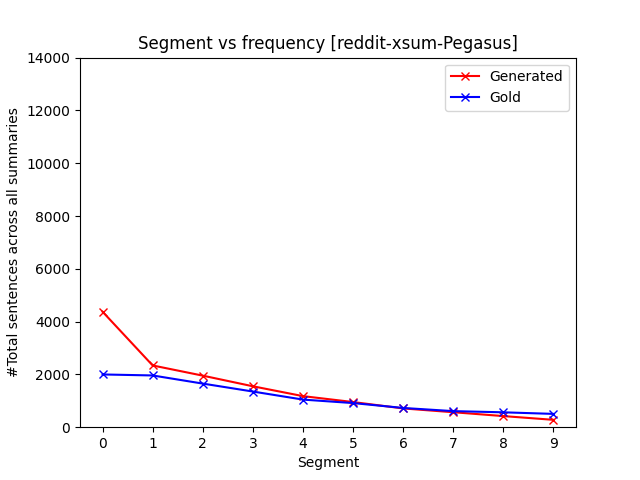 Segment vs frequency [reddit-xsum-Pegasus]
14000
12000
10000
8000
6000
4000
2000
0
#Total sentences across all summaries
Generated
Gold
0 1 2 3 4 5 6 7 8 9
Segment